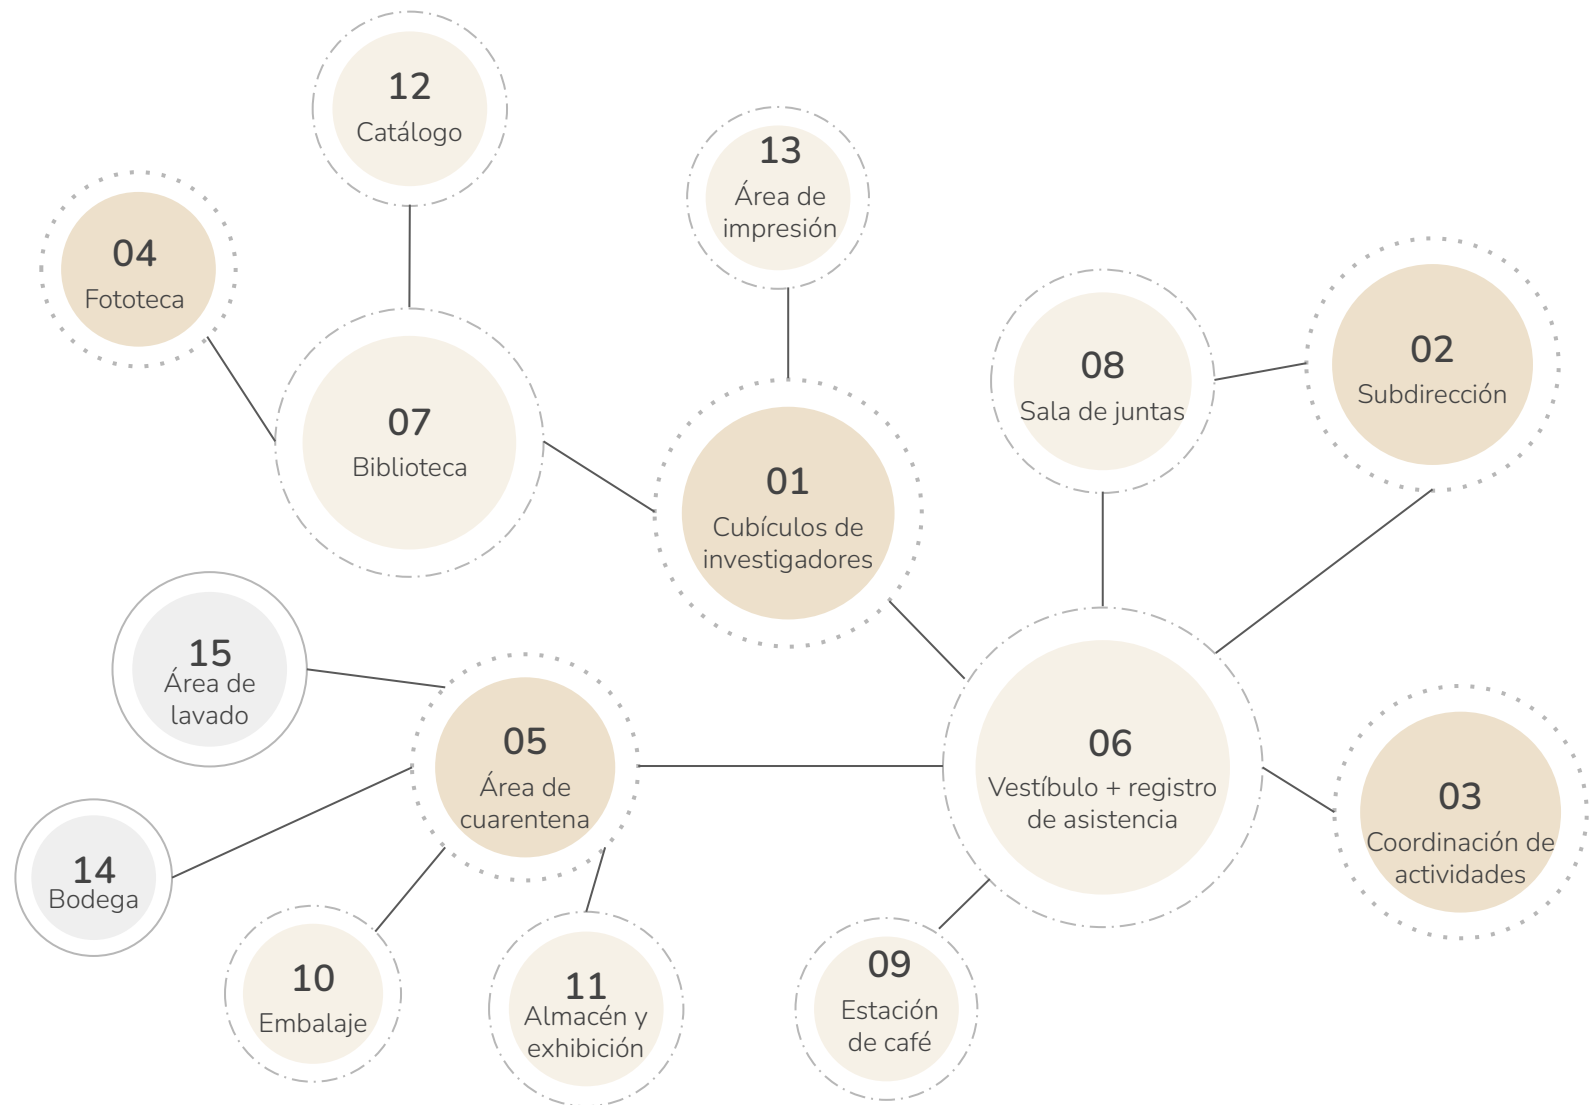 12
Catálogo
13
Área de
impresión
04
Fototeca
08
Sala de juntas
02
Subdirección
07
Biblioteca
01
Cubículos de
investigadores
15
Área de
lavado
05
Área de
cuarentena
06
Vestíbulo + registro
de asistencia
03
Coordinación de
actividades
14
Bodega
10
Embalaje
11
Almacén y
exhibición
09
Estación
de café